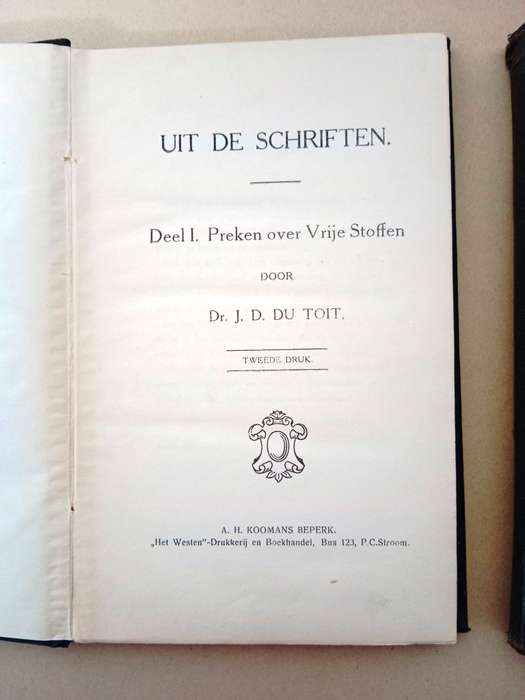 UIT DE SCHRIFTEN.
Deel I. Preken over Vrije Stoffen
DOOR
Dr. J. D. DU TOIT.
TWEEDE DRUK.
A. H. KOOMANS BEPERK.
„Het Westen"-Drukkerij en Boekhandel, Bus 123, P.C.Stroom.